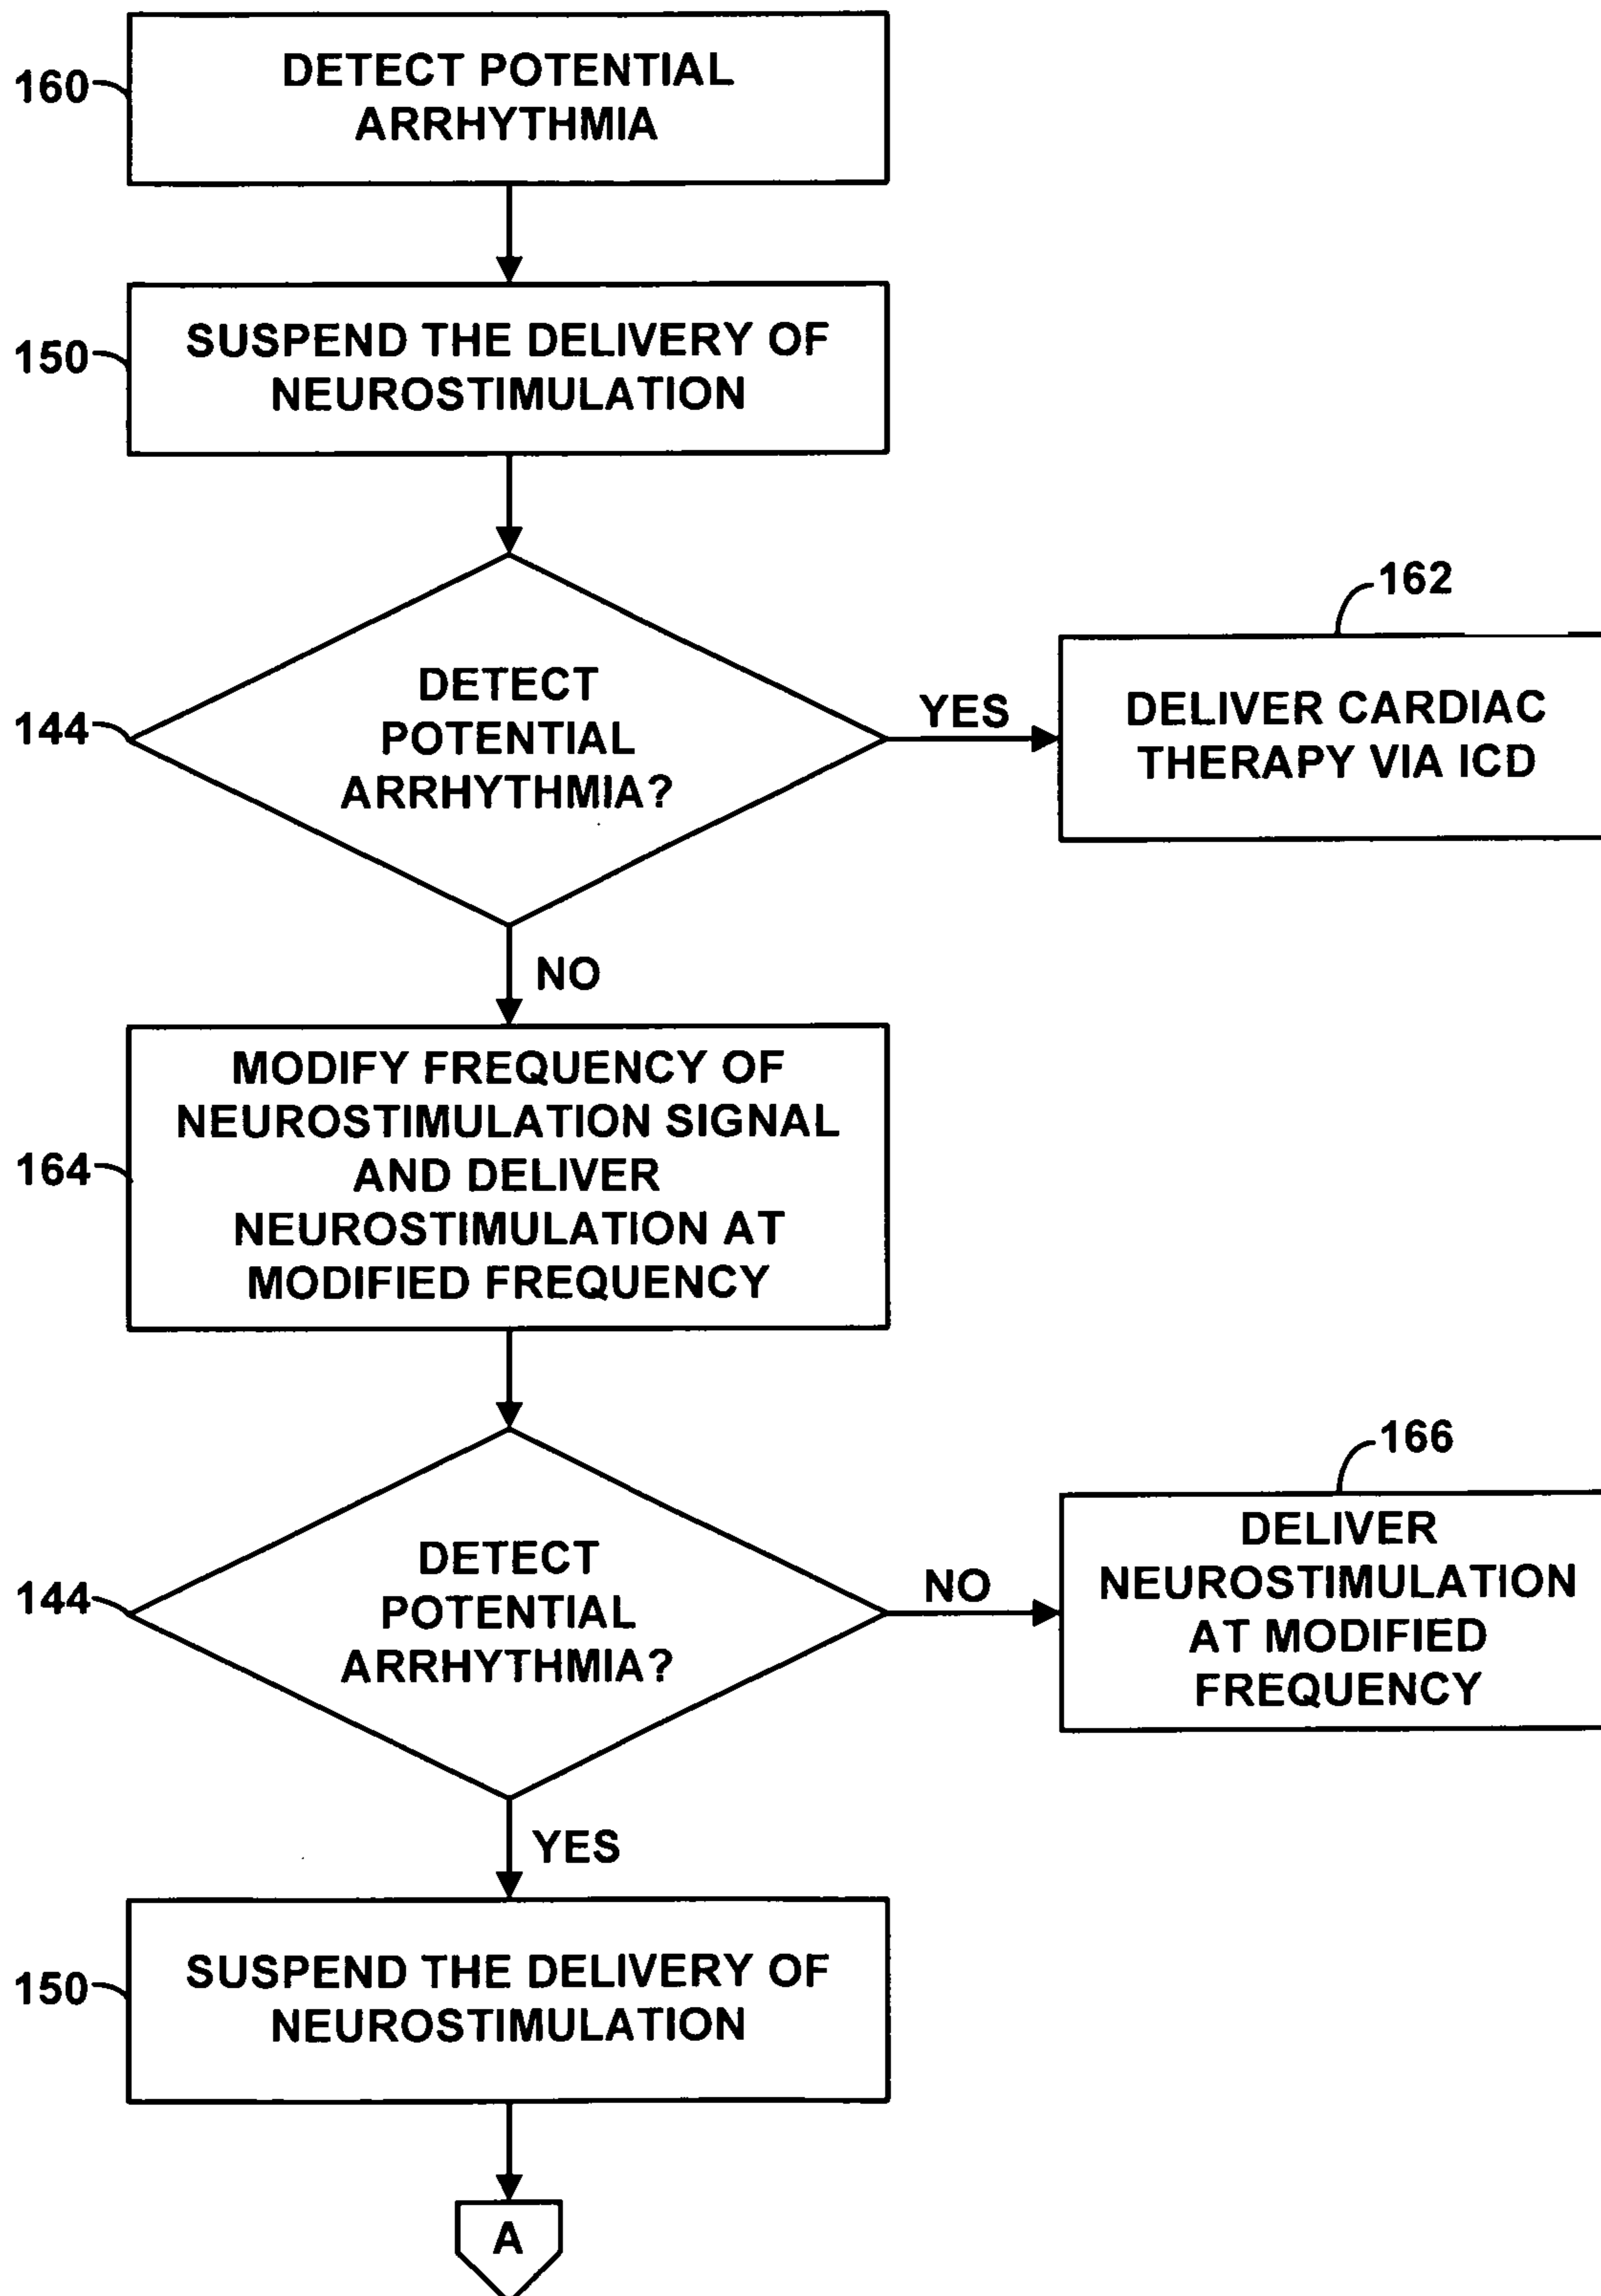 160
DETECT POTENTIAL
ARRHYTHMIA
150
SUSPEND THE DELIVERY OF
NEUROSTIMULATION
144
DETECT
POTENTIAL
ARRHYTHMIA?
YES
162
DELIVER CARDIAC
THERAPY VIA ICD
NO
164
MODIFY FREQUENCY OF
NEUROSTIMULATION SIGNAL
AND DELIVER
NEUROSTIMULATION AT
MODIFIED FREQUENCY
144
DETECT
POTENTIAL
ARRHYTHMIA?
NO
166
DELIVER
NEUROSTIMULATION
AT MODIFIED
FREQUENCY
YES
150
SUSPEND THE DELIVERY OF
NEUROSTIMULATION
A